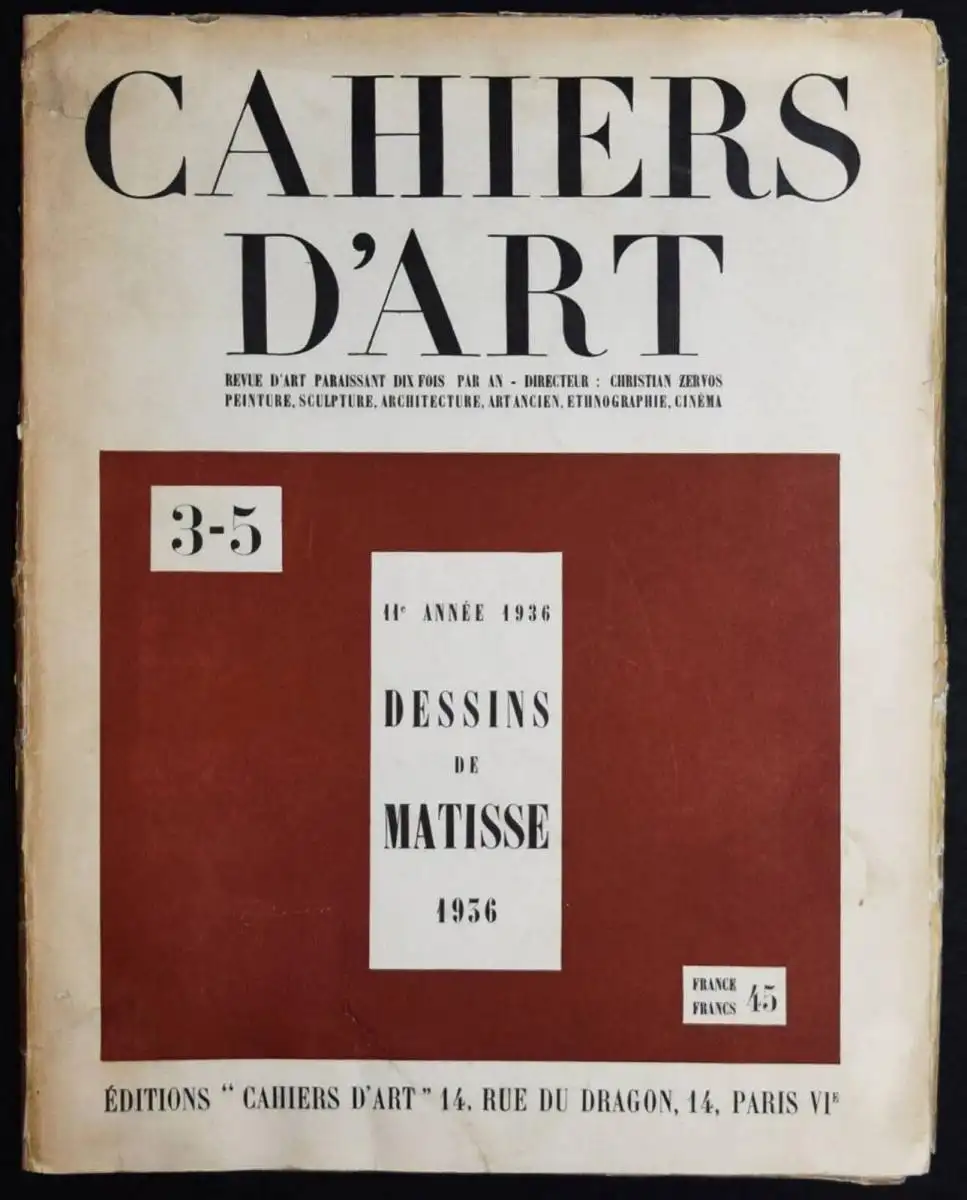 CAHIERS
D'ART
REVUE D'ART PARAISSANT DIX FOIS PAR AN - DIRECTEUR : CHRISTIAN ZERVOS
PEINTURE, SCULPTURE, ARCHITECTURE, ART ANCIEN, ETHNOGRAPHIE, CINÉMA
3-5
11e ANNÉE 1936
DESSINS
DE
MATISSE
1936
FRANCE
FRANCS 45
ÉDITIONS “ CAHIERS D'ART ” 14, RUE DU DRAGON, 14, PARIS VIE